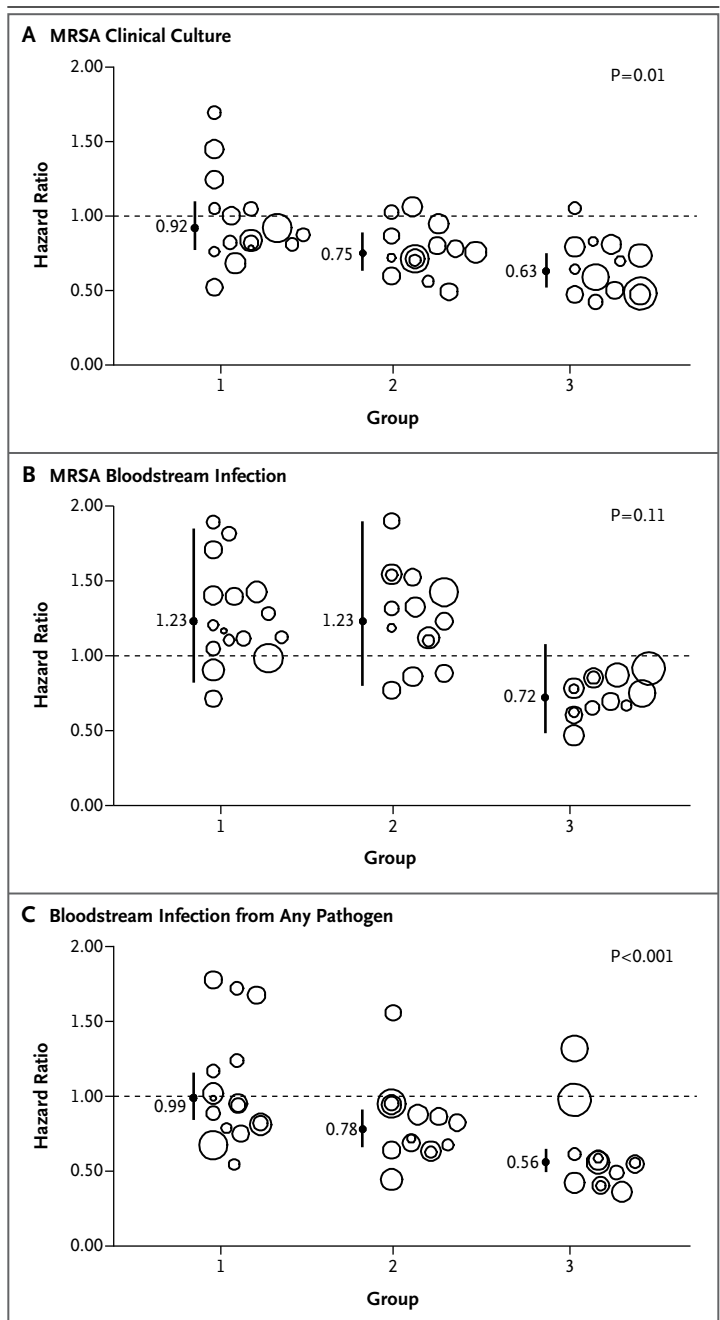 A MRSA Clinical Culture
2.00
P=0.01
1.50
1.00
0.92
0.75
0.63
0.50
0.00
Hazard Ratio
1 2 3
Group
B MRSA Bloodstream Infection
2.00
P=0.11
1.50
1.23 1.23
1.00
0.72
0.50
0.00
Hazard Ratio
1 2 3
Group
C Bloodstream Infection from Any Pathogen
2.00
P<0.001
1.50
1.00
0.99
0.78
0.56
0.50
0.00
Hazard Ratio
1 2 3
Group